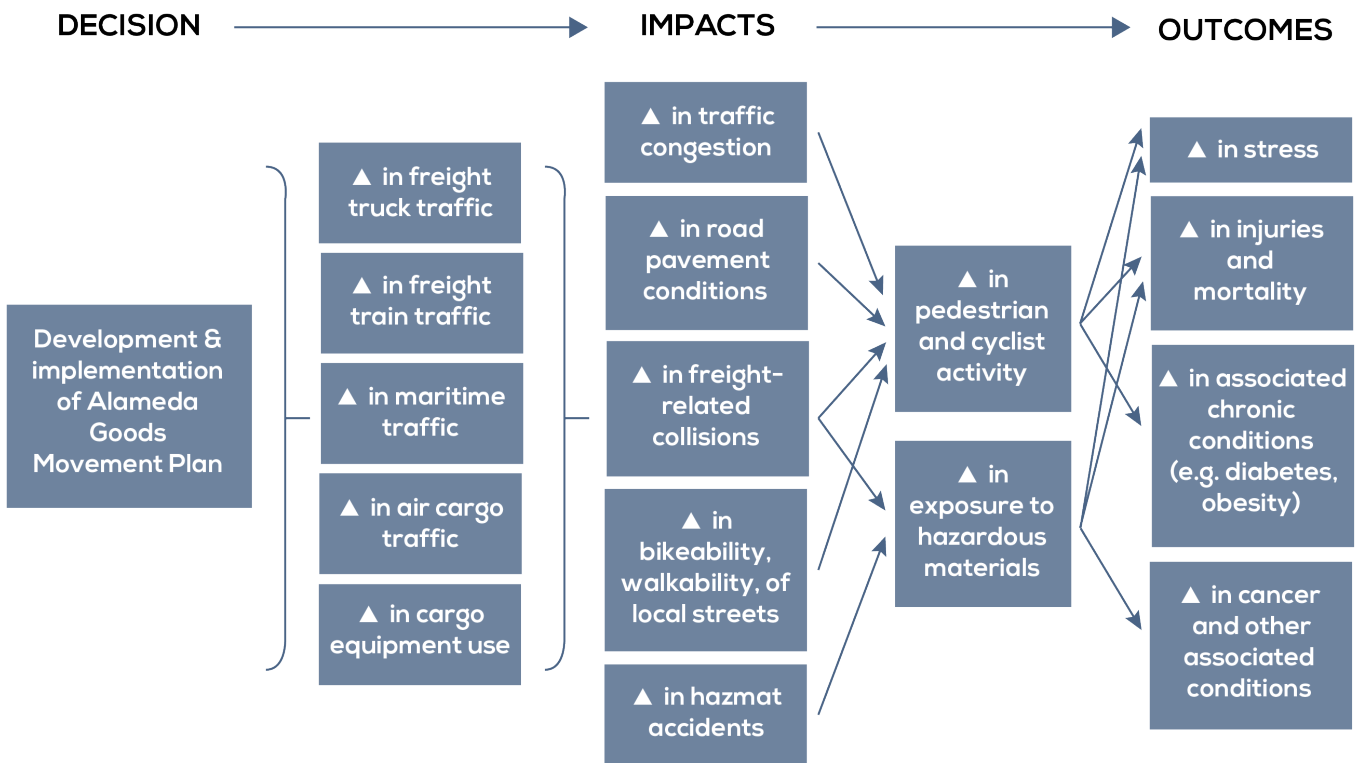 DECISION
IMPACTS
OUTCOMES
Development &
implementation
of Alameda
Goods
Movement Plan
▲ in freight
truck traffic
▲ in freight
train traffic
▲ in maritime
traffic
▲ in air cargo
traffic
▲ in cargo
equipment use
▲ in traffic
congestion
▲ in road
pavement
conditions
▲ in freight-
related
collisions
▲ in
bikeability,
walkability, of
local streets
▲ in hazmat
accidents
▲ in
pedestrian
and cyclist
activity
▲ in
exposure to
hazardous
materials
▲ in stress
▲ in injuries
and
mortality
▲ in associated
chronic
conditions
(e.g. diabetes,
obesity)
▲ in cancer
and other
associated
conditions